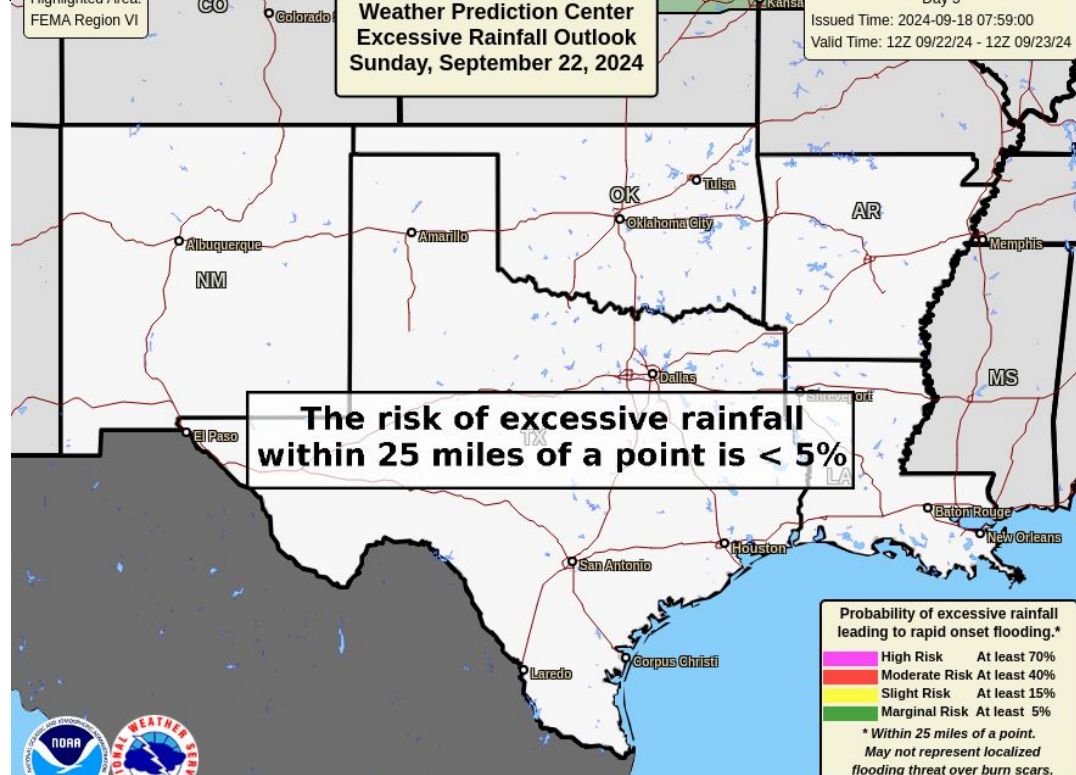 Highlighted Area:
FEMA Region VI
Weather Prediction Center
Excessive Rainfall Outlook
Sunday, September 22, 2024
Issued Time: 2024-09-18 07:59:00
Valid Time: 12Z 09/22/24 - 12Z 09/23/24
CO
Colorado
Kansa
Tulsa
OK
Oklahoma City
AR
Albuquerque
Amarillo
Memphis
NM
Dallas
MS
Shreveport
The risk of excessive rainfall
within 25 miles of a point is < 5%
El Paso
TX
LA
Baton Rouge
New Orleans
Houston
San Antonio
Laredo
Corpus Christi
Probability of excessive rainfall
leading to rapid onset flooding.*
High Risk At least 70%
Moderate Risk At least 40%
Slight Risk At least 15%
Marginal Risk At least 5%
* Within 25 miles of a point.
May not represent localized
flooding threat over burn scars.
NOAA